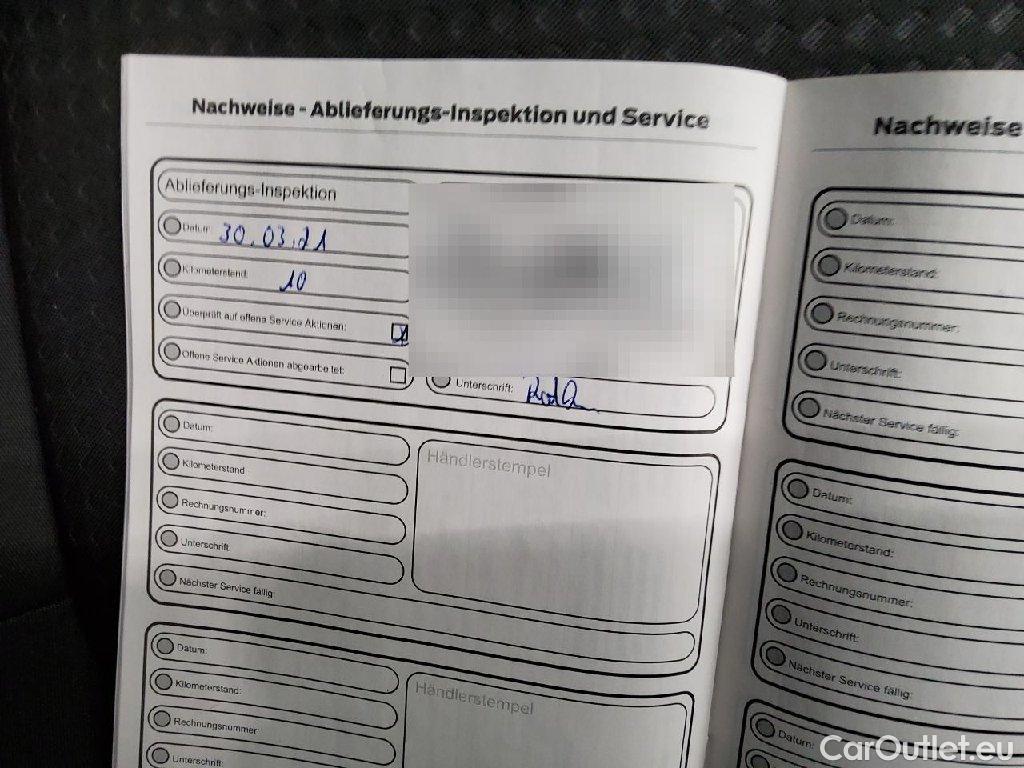 Nachweise - Ablieferungs-Inspektion und Service
Ablieferungs-Inspektion
Datum: 30.03.21
Kilometerstand: 10
Überprüft auf offene Service Aktionen:
Offene Service Aktionen abgearbeitet:
Unterschrift:
Datum:
Kilometerstand:
Rechnungsnummer:
Unterschrift:
Nächster Service fällig:
Händlerstempel
Datum:
Kilometerstand:
Rechnungsnummer
Unterschrift:
Händlerstempel
Nachweise
Datum:
Kilometerstand:
Rechnungsnummer:
Unterschrift:
Nächster Service fällig:
Datum:
Kilometerstand:
Rechnungsnummer:
Unterschrift:
Nächster Service fällig:
Datum:
CarOutlet.eu